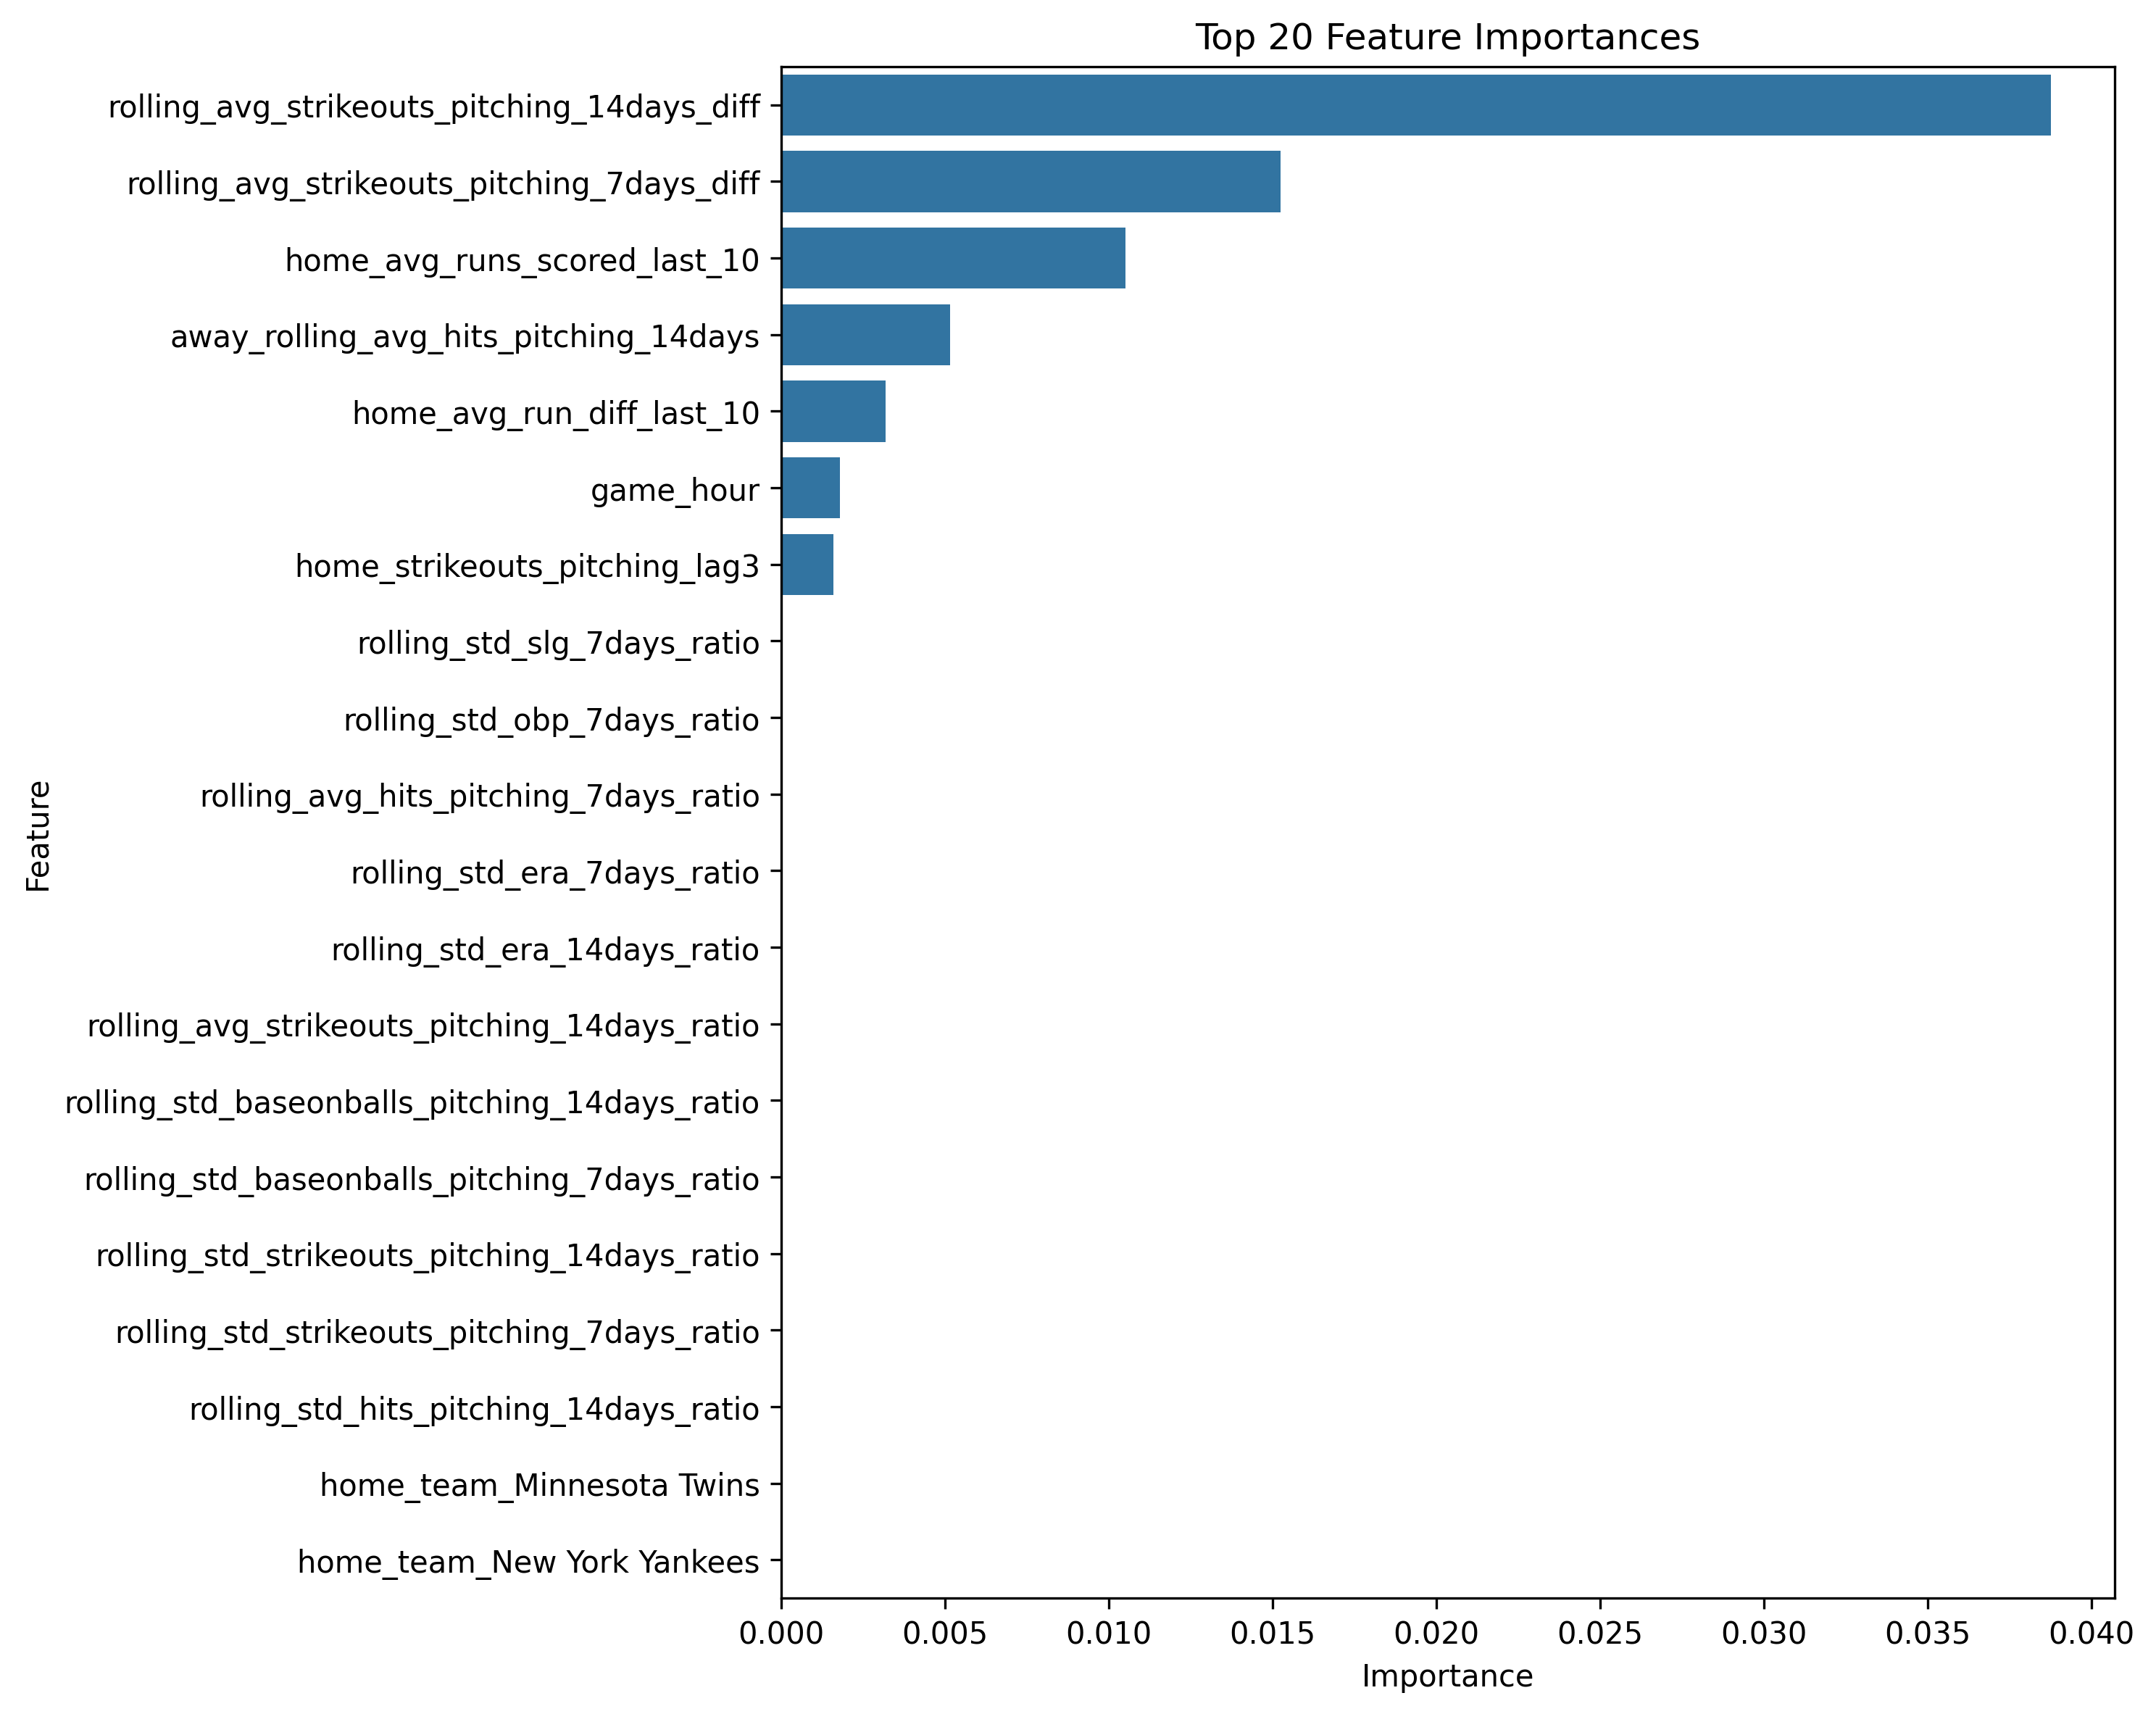 Top 20 Feature Importances
rolling_avg_strikeouts_pitching_14days_diff
rolling_avg_strikeouts_pitching_7days_diff
home_avg_runs_scored_last_10
away_rolling_avg_hits_pitching_14days
home_avg_run_diff_last_10
game_hour
home_strikeouts_pitching_lag3
rolling_std_slg_7days_ratio
rolling_std_obp_7days_ratio
rolling_avg_hits_pitching_7days_ratio
rolling_std_era_7days_ratio
rolling_std_era_14days_ratio
rolling_avg_strikeouts_pitching_14days_ratio
rolling_std_baseonballs_pitching_14days_ratio
rolling_std_baseonballs_pitching_7days_ratio
rolling_std_strikeouts_pitching_14days_ratio
rolling_std_strikeouts_pitching_7days_ratio
rolling_std_hits_pitching_14days_ratio
home_team_Minnesota Twins
home_team_New York Yankees
Feature
0.000 0.005 0.010 0.015 0.020 0.025 0.030 0.035 0.040
Importance